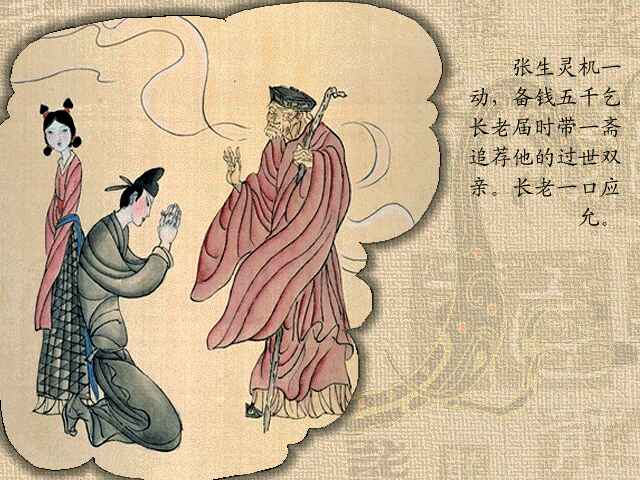 张生灵机一
动，备钱五千乞
长老届时带一斋
追荐他的过世双
亲。长老一口应
允。